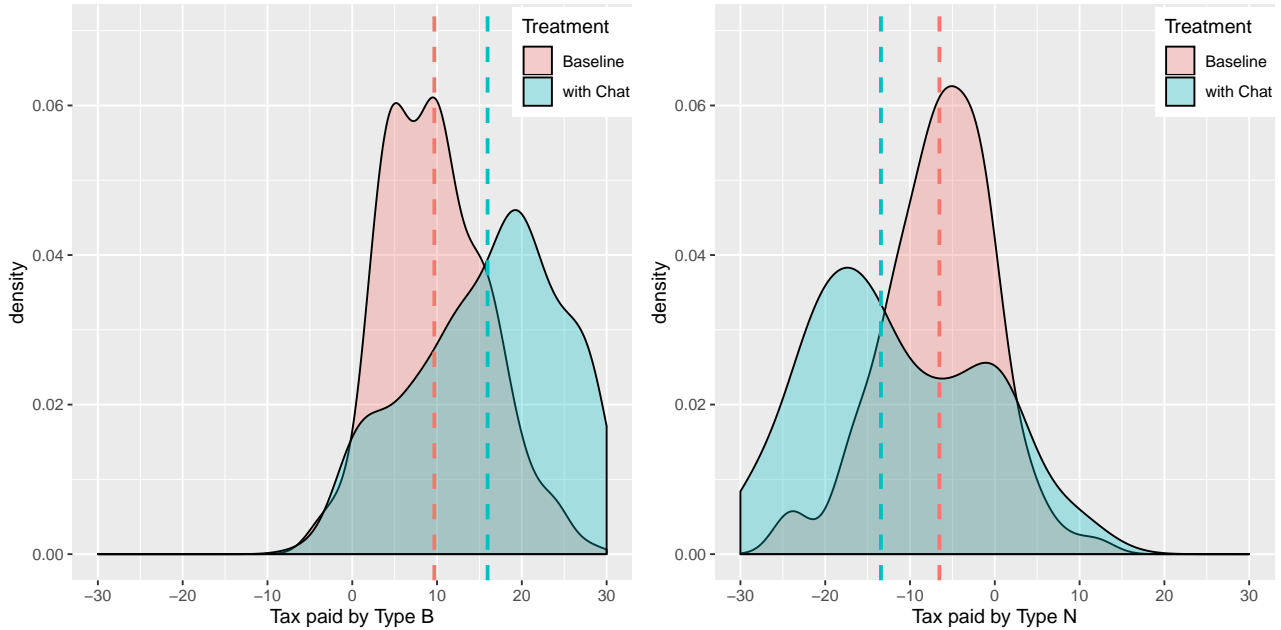 Treatment
Baseline
with Chat
0.06
0.04
0.02
0.00
density
−30
−20
−10
0
10
20
30
Tax paid by Type B
Treatment
Baseline
with Chat
0.06
0.04
0.02
0.00
density
−30
−20
−10
0
10
20
30
Tax paid by Type N